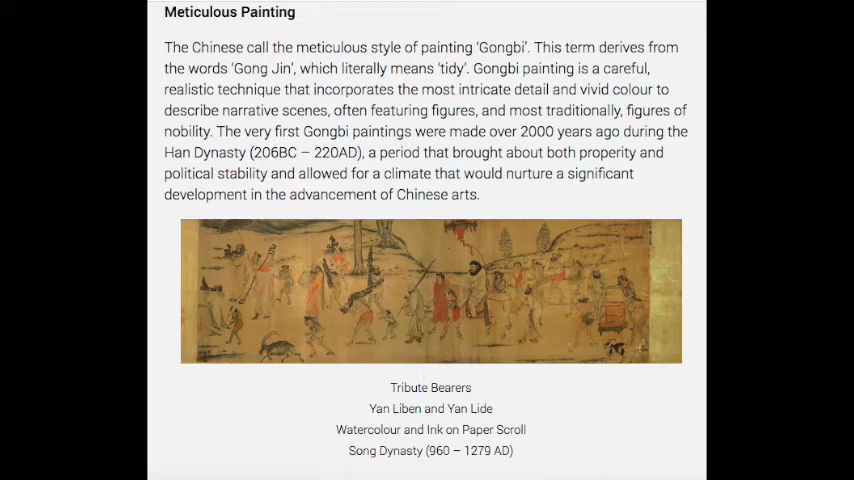 Meticulous Painting
The Chinese call the meticulous style of painting ‘Gongbi’. This term derives from
the words ‘Gong Jin’, which literally means ‘tidy’. Gongbi painting is a careful,
realistic technique that incorporates the most intricate detail and vivid colour to
describe narrative scenes, often featuring figures, and most traditionally, figures of
nobility. The very first Gongbi paintings were made over 2000 years ago during the
Han Dynasty (206BC – 220AD), a period that brought about both properity and
political stability and allowed for a climate that would nurture a significant
development in the advancement of Chinese arts.
Tribute Bearers
Yan Liben and Yan Lide
Watercolour and Ink on Paper Scroll
Song Dynasty (960 – 1279 AD)